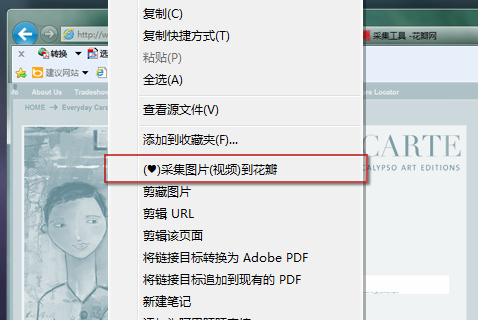 复制(C)
复制快捷方式(T)
粘贴(P)
全选(A)
查看源文件(V)
添加到收藏夹(F)...
(♥)采集图片(视频)到花瓣
剪藏图片
剪辑 URL
剪辑该页面
将链接目标转换为 Adobe PDF
将链接目标追加到现有的 PDF
新建笔记
http://w
采集工具 -花瓣网
x
转换
选
建议网站
About Us
Tradesho
re Locator
HOME → Everyday Care
CARTE
CALYPSO ART EDITIONS